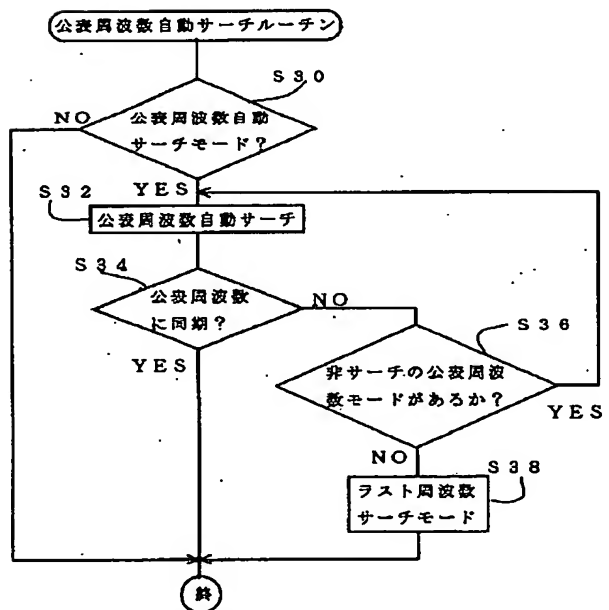 公表周波数自動サーチルーチン
S30
NO
公表周波数自動
サーチモード?
S32
YES
公表周波数自動サーチ
S34
公表周波数
に同期?
NO
S36
YES
非サーチの公表周波
数モードがあるか?
YES
NO
S38
ラスト周波数
サーチモード
終